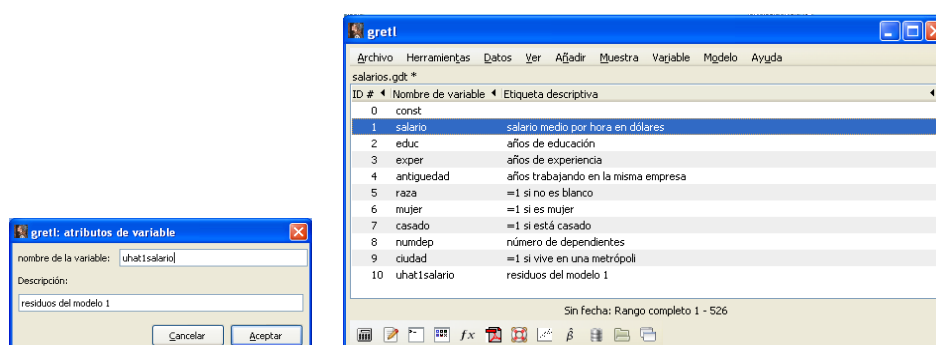 gretl: atributos de variable
nombre de la variable: uhat1salario
Descripción:
residuos del modelo 1
Cancelar Aceptar
gretl
Archivo Herramientas Datos Ver Añadir Muestra Variable Modelo Ayuda
salarios.gdt *
ID # Nombre de variable Etiqueta descriptiva
0 const
1 salario salario medio por hora en dólares
2 educ años de educación
3 exper años de experiencia
4 antiguedad años trabajando en la misma empresa
5 raza =1 si no es blanco
6 mujer =1 si es mujer
7 casado =1 si está casado
8 numdep número de dependientes
9 ciudad =1 si vive en una metrópoli
10 uhat1salario residuos del modelo 1
Sin fecha: Rango completo 1 - 526
fx β̂